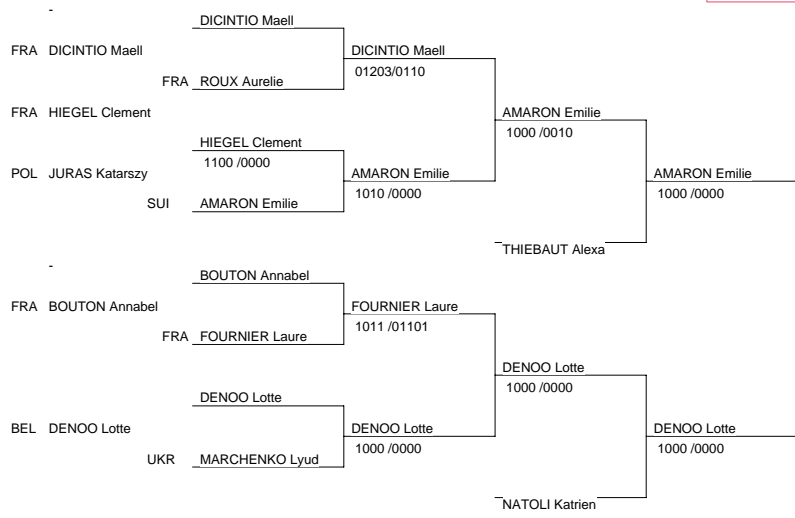 -
DICINTIO Maell
FRA DICINTIO Maell
DICINTIO Maell
01203/0110
FRA ROUX Aurelie
FRA HIEGEL Clement
AMARON Emilie
1000 /0010
HIEGEL Clement
1100 /0000
POL JURAS Katarszy
AMARON Emilie
1010 /0000
AMARON Emilie
1000 /0000
SUI AMARON Emilie
THIEBAUT Alexa
-
BOUTON Annabel
FRA BOUTON Annabel
FOURNIER Laure
1011 /01101
FRA FOURNIER Laure
DENOO Lotte
1000 /0000
DENOO Lotte
BEL DENOO Lotte
DENOO Lotte
1000 /0000
DENOO Lotte
1000 /0000
UKR MARCHENKO Lyud
NATOLI Katrien